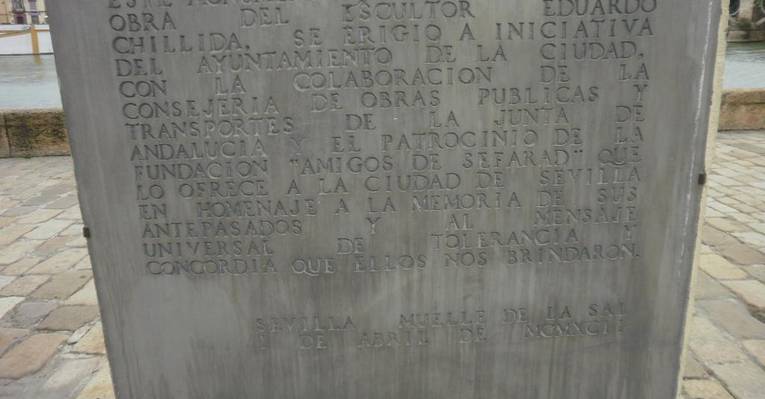 ESTE
OBRA DEL ESCULTOR EDUARDO
CHILLIDA, SE ERIGIO A INICIATIVA
DEL AYUNTAMIENTO DE LA CIUDAD,
CON LA COLABORACION DE LA
CONSEJERIA DE OBRAS PUBLICAS Y
TRANSPORTES DE LA JUNTA DE
ANDALUCIA Y EL PATROCINIO DE LA
FUNDACION "AMIGOS DE SEFARAD" QUE
LO OFRECE A LA CIUDAD DE SEVILLA
EN HOMENAJE A LA MEMORIA DE SUS
ANTEPASADOS Y AL MENSAJE
UNIVERSAL DE TOLERANCIA Y
CONCORDIA QUE ELLOS NOS BRINDARON.
SEVILLA MUELLE DE LA SAL
1 DE ABRIL DE MCMXCII